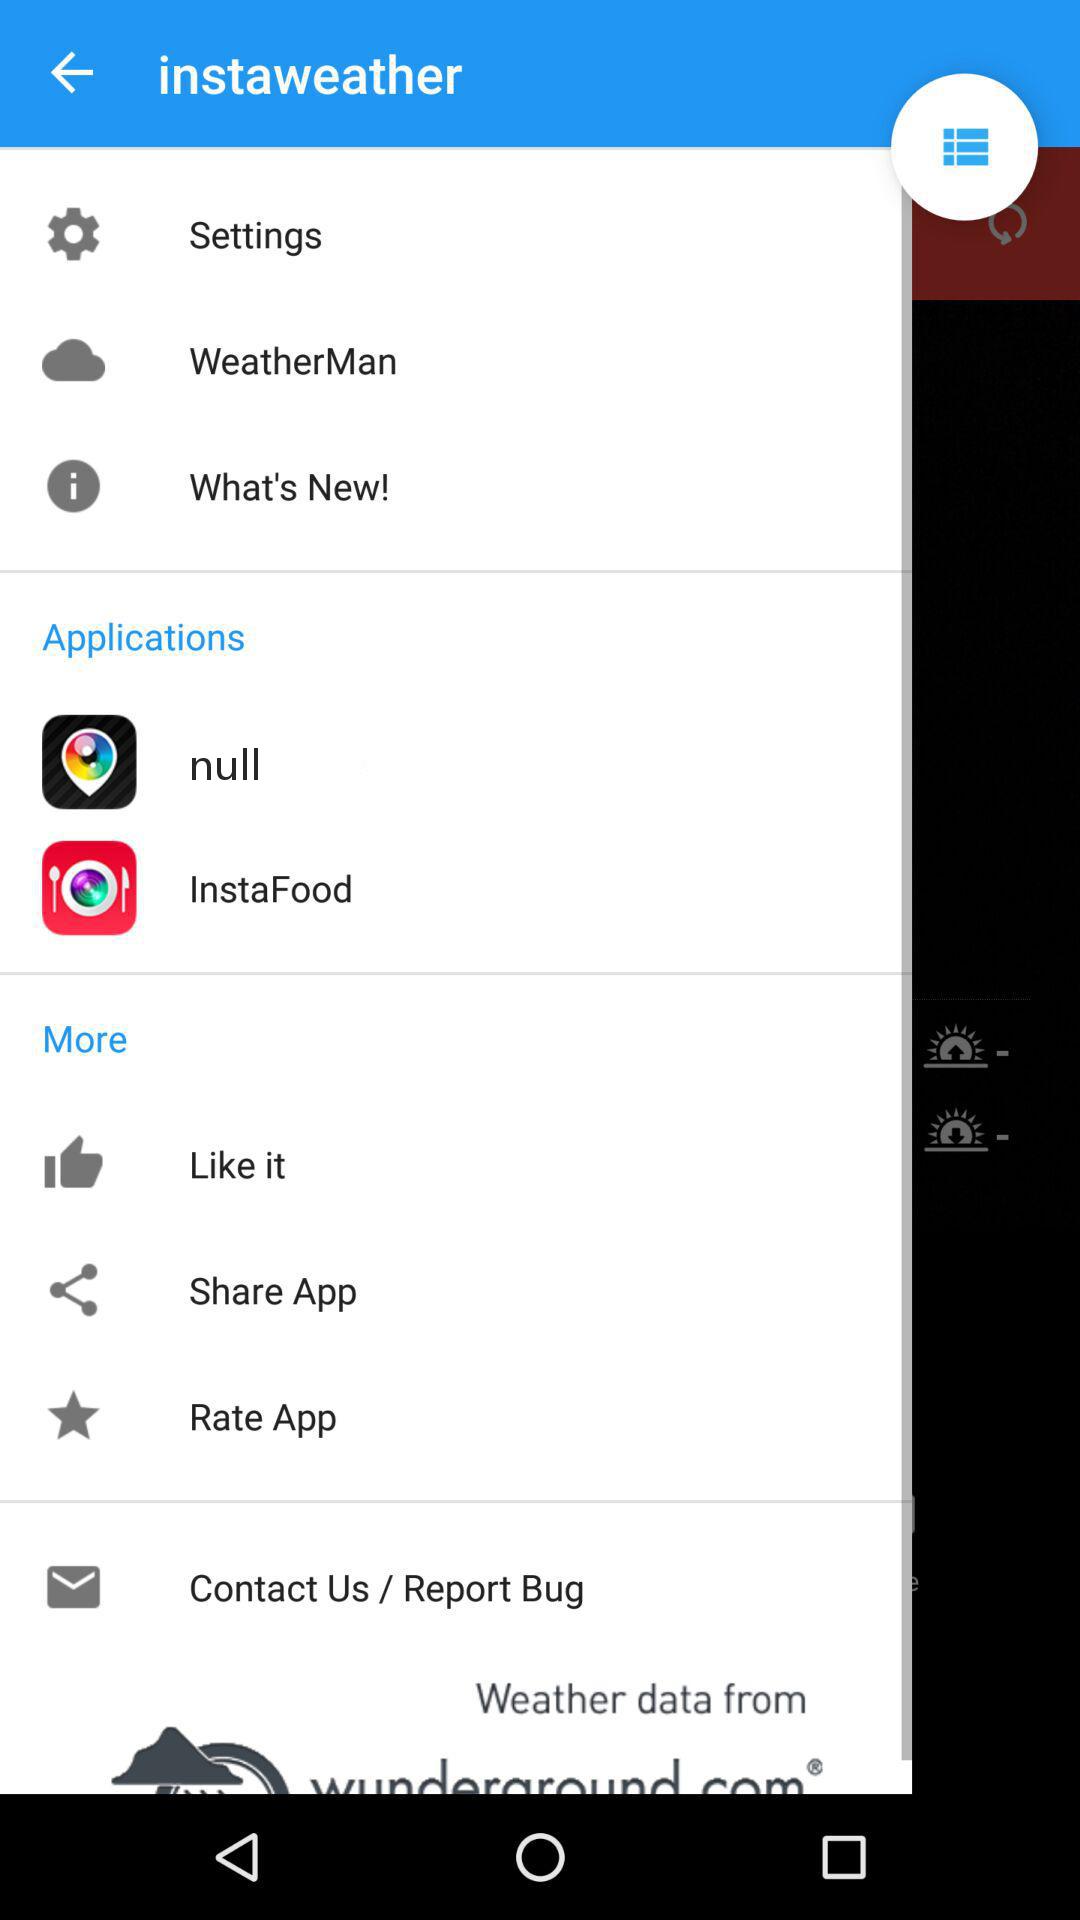 instaweather
Settings
WeatherMan
What's New!
Applications
null
InstaFood
More
Like it
Share App
Rate App
Contact Us / Report Bug
e
Weather data from
wunderground.com®